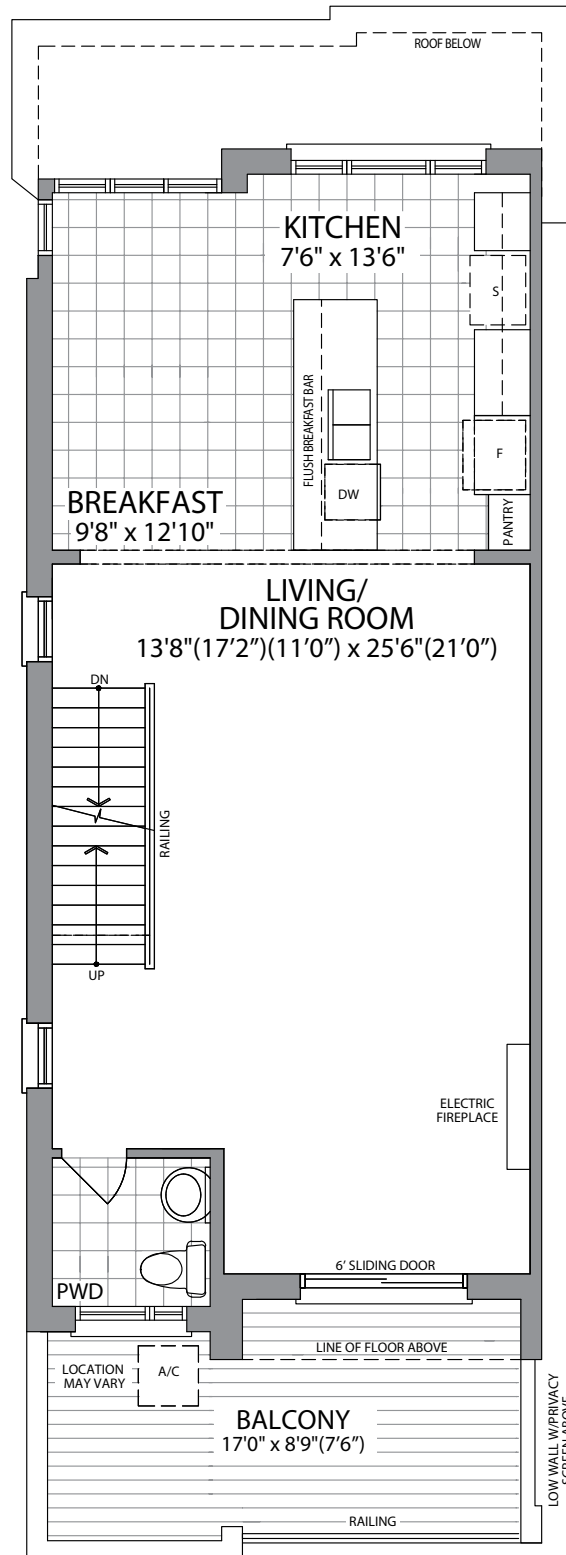 ROOF BELOW
KITCHEN
7'6" x 13'6"
S
FLUSH BREAKFAST BAR
F
DW
BREAKFAST
9'8" x 12'10"
PANTRY
LIVING/
DINING ROOM
13'8"(17'2")(11'0") x 25'6"(21'0")
DN
RAILING
UP
ELECTRIC
FIREPLACE
6' SLIDING DOOR
PWD
LINE OF FLOOR ABOVE
LOCATION
MAY VARY
A/C
BALCONY
17'0" x 8'9"(7'6")
LOW WALL W/PRIVACY
SCREEN ABOVE
RAILING